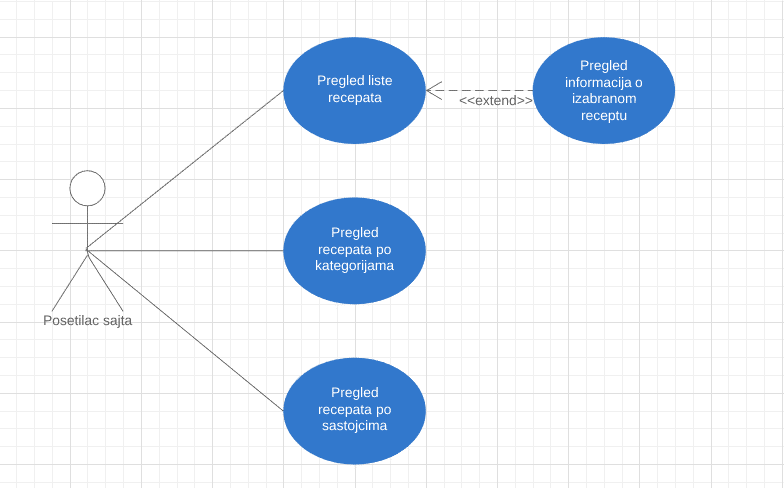 Pregled liste
recepata
<<extend>>
Pregled
informacija o
izabranom
receptu
Pregled
recepata po
kategorijama
Posetilac sajta
Pregled
recepata po
sastojcima